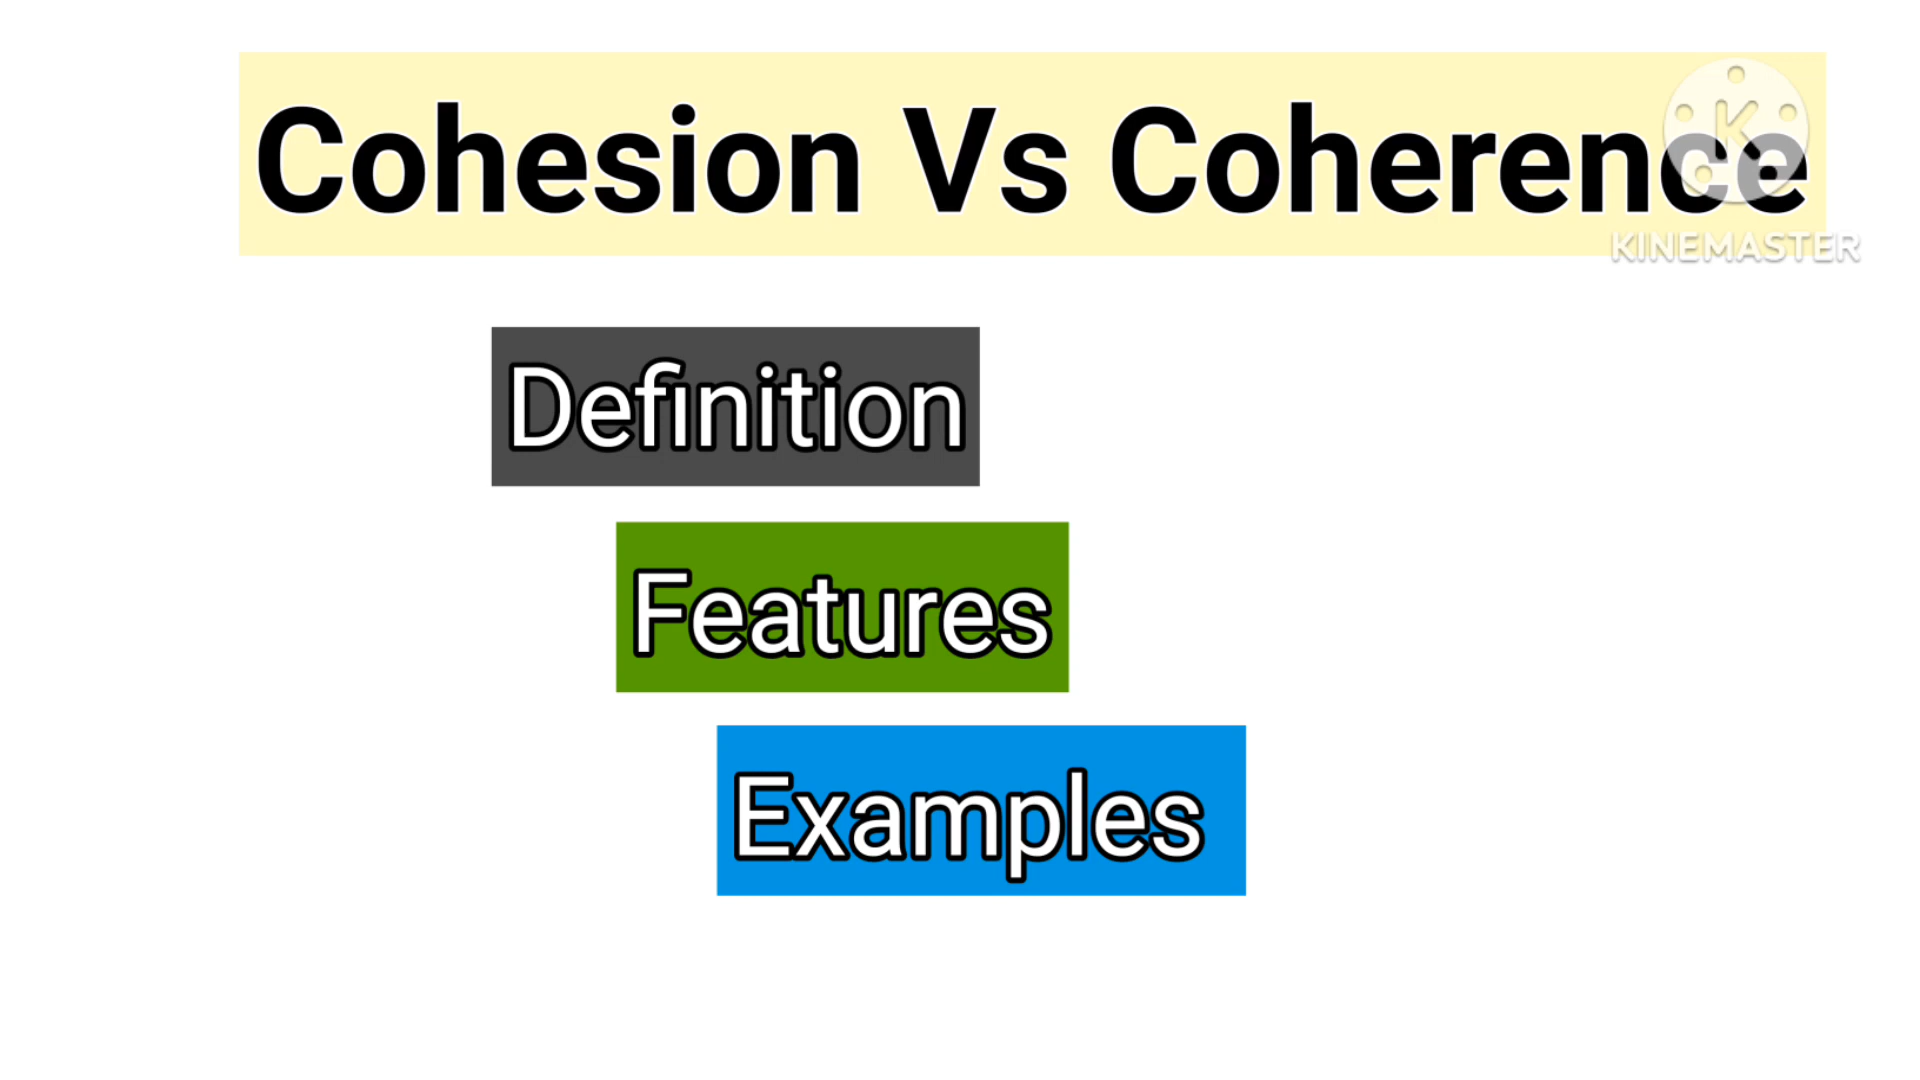 Cohesion Vs Coherence
K
KINEMASTER
Definition
Features
Examples